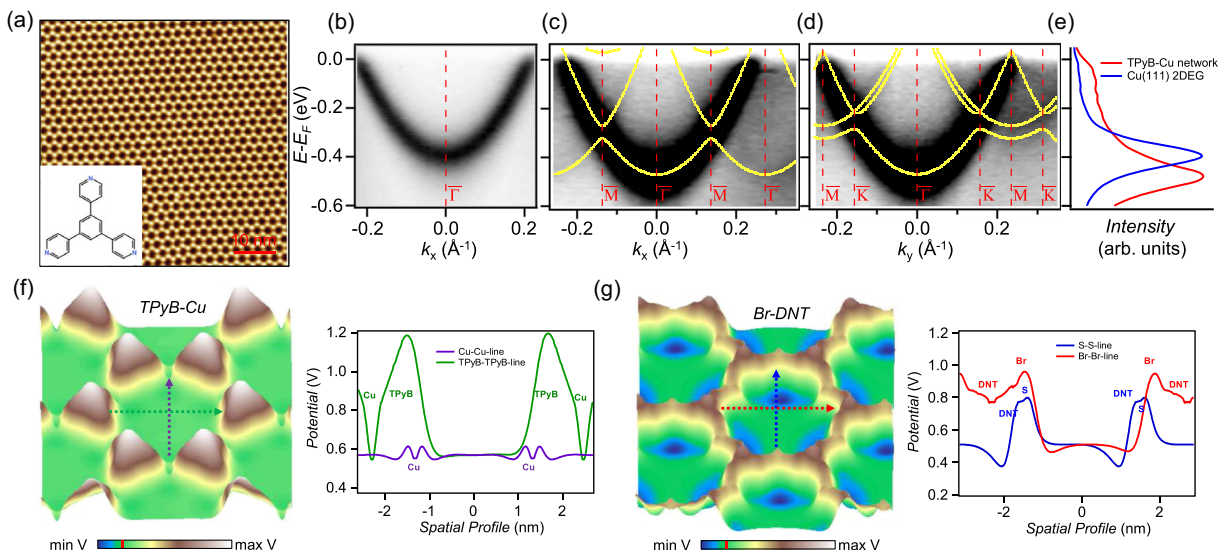 (a)
N
N
N
10 nm
(b)
(c)
(d)
(e)
E-E_F (eV)
0.0
-0.2
-0.4
-0.6
Γ̅
-0.2 0.0 0.2
k_x (Å⁻¹)
M̅ Γ̅ M̅ Γ̅
-0.2 0.0 0.2
k_x (Å⁻¹)
M̅ K̅ Γ̅ K̅ M̅ K̅
-0.2 0.0 0.2
k_y (Å⁻¹)
TPyB-Cu network
Cu(111) 2DEG
Intensity
(arb. units)
(f)
TPyB-Cu
min V max V
Potential (V)
1.2
1.0
0.8
0.6
0.4
0.2
Cu-Cu-line
TPyB-TPyB-line
Cu TPyB TPyB Cu
Cu Cu
-2 -1 0 1 2
Spatial Profile (nm)
(g)
Br-DNT
min V max V
Potential (V)
1.2
1.0
0.8
0.6
0.4
0.2
S-S-line
Br-Br-line
DNT Br Br DNT
DNT S DNT S
-2 0 2
Spatial Profile (nm)